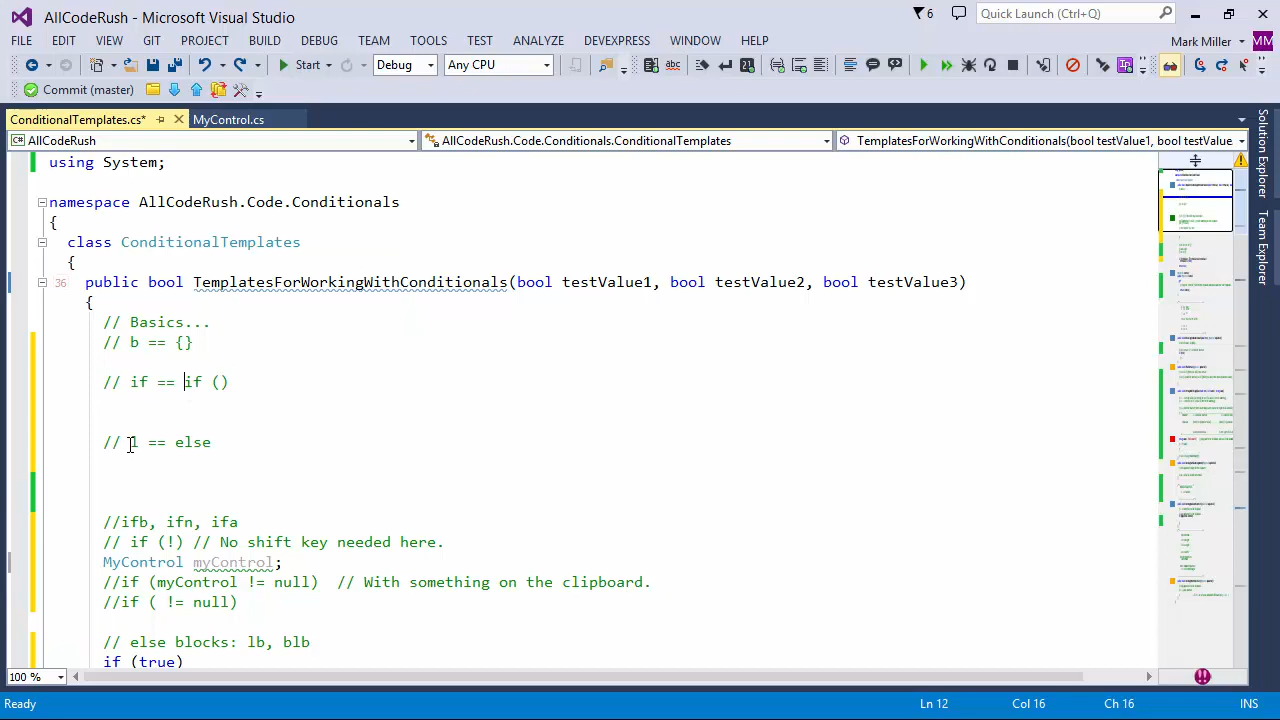 AllCodeRush - Microsoft Visual Studio
6
Quick Launch (Ctrl+Q)
FILE EDIT VIEW GIT PROJECT BUILD DEBUG TEAM TOOLS TEST ANALYZE DEVEXPRESS WINDOW HELP
Mark Miller
MM
Start
Debug
Any CPU
Commit (master)
ConditionalTemplates.cs*
MyControl.cs
C# AllCodeRush
AllCodeRush.Code.Conditionals.ConditionalTemplates
TemplatesForWorkingWithConditionals(bool testValue1, bool testValue
using System;
namespace AllCodeRush.Code.Conditionals
{
class ConditionalTemplates
{
36
public bool TemplatesForWorkingWithConditionals(bool testValue1, bool testValue2, bool testValue3)
{
// Basics...
// b == {}
// if == if ()
// l == else
//ifb, ifn, ifa
// if (!) // No shift key needed here.
MyControl myControl;
//if (myControl != null) // With something on the clipboard.
//if ( != null)
// else blocks: lb, blb
if (true)
Solution Explorer
Team Explorer
100 %
Ready
Ln 12
Col 16
Ch 16
INS